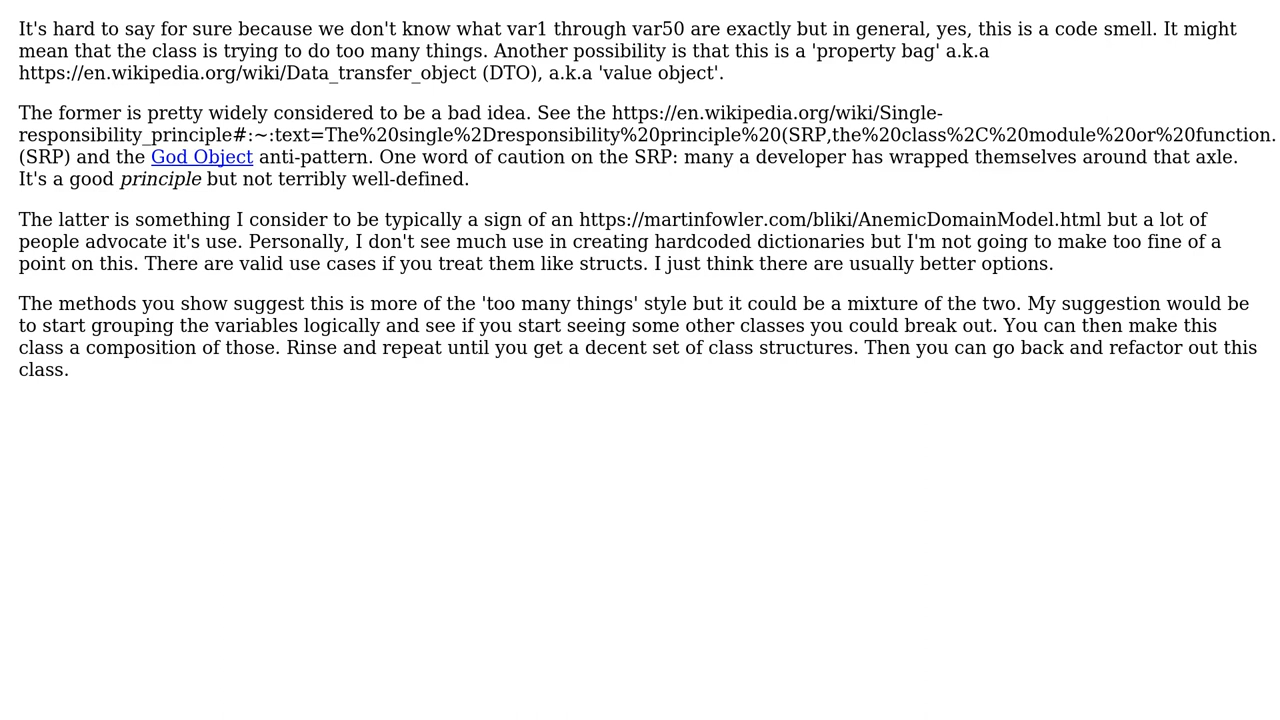 It's hard to say for sure because we don't know what var1 through var50 are exactly but in general, yes, this is a code smell. It might
mean that the class is trying to do too many things. Another possibility is that this is a 'property bag' a.k.a
https://en.wikipedia.org/wiki/Data_transfer_object (DTO), a.k.a 'value object'.
The former is pretty widely considered to be a bad idea. See the https://en.wikipedia.org/wiki/Single-
responsibility_principle#:~:text=The%20single%2Dresponsibility%20principle%20(SRP,the%20class%2C%20module%20or%20function.
(SRP) and the God Object anti-pattern. One word of caution on the SRP: many a developer has wrapped themselves around that axle.
It's a good principle but not terribly well-defined.
The latter is something I consider to be typically a sign of an https://martinfowler.com/bliki/AnemicDomainModel.html but a lot of
people advocate it's use. Personally, I don't see much use in creating hardcoded dictionaries but I'm not going to make too fine of a
point on this. There are valid use cases if you treat them like structs. I just think there are usually better options.
The methods you show suggest this is more of the 'too many things' style but it could be a mixture of the two. My suggestion would be
to start grouping the variables logically and see if you start seeing some other classes you could break out. You can then make this
class a composition of those. Rinse and repeat until you get a decent set of class structures. Then you can go back and refactor out this
class.